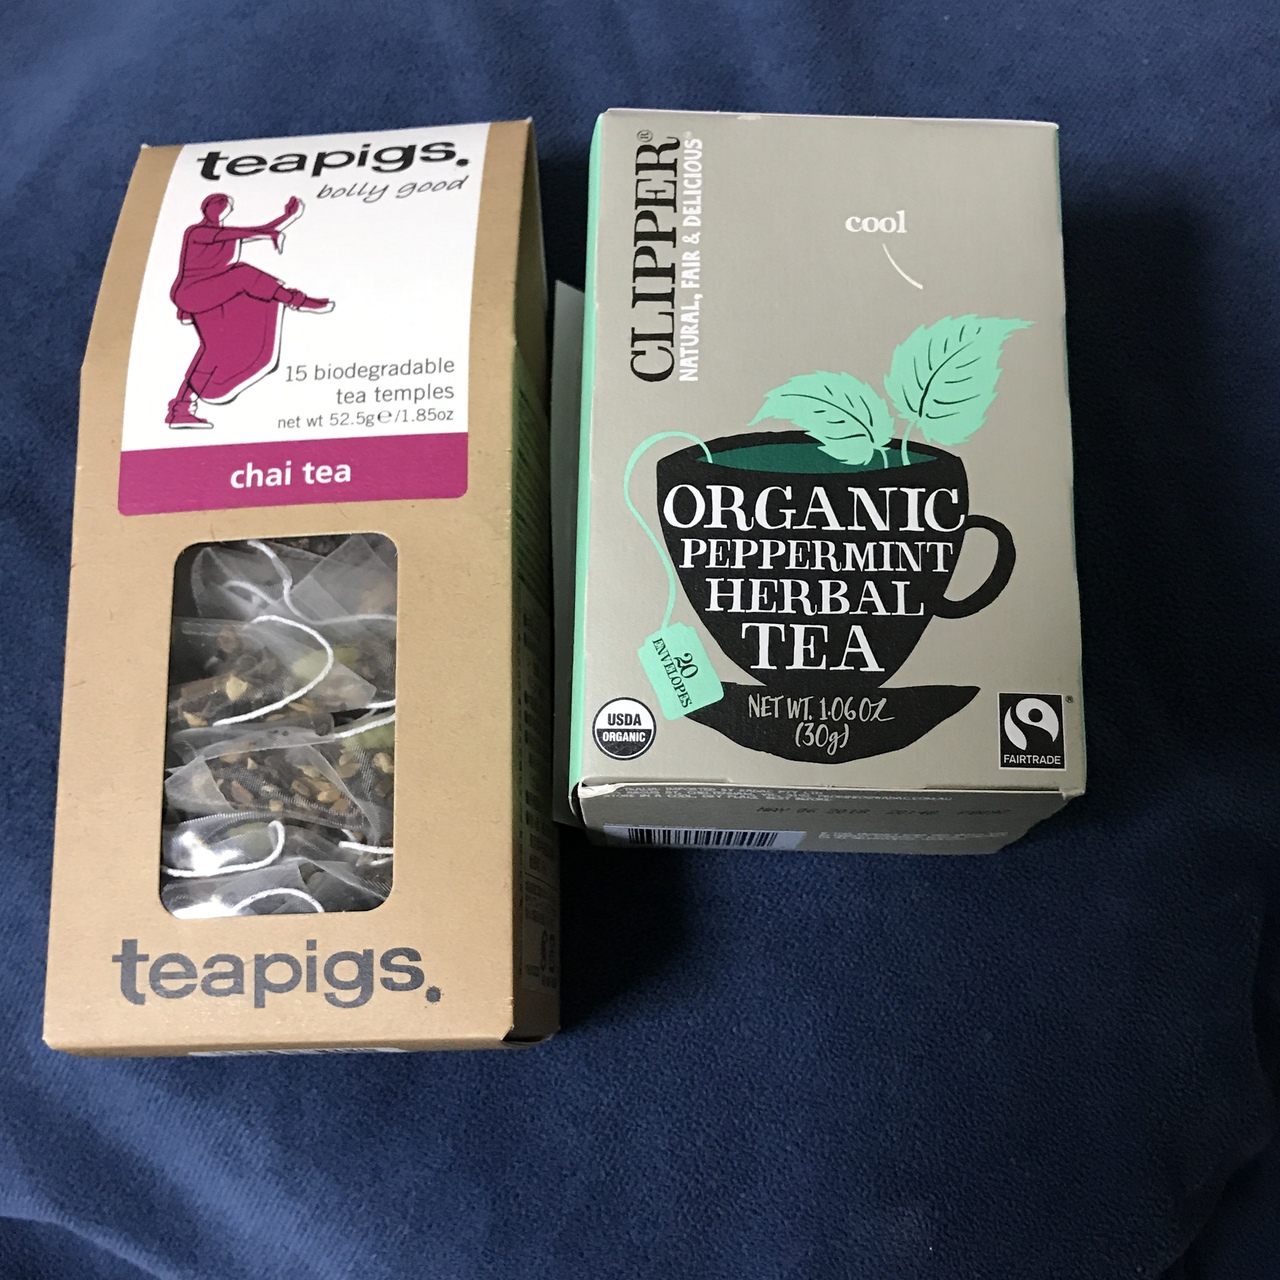 teapigs.
bolly good
15 biodegradable
tea temples
net wt 52.5g℮/1.85oz
chai tea
teapigs.
CLIPPER®
NATURAL, FAIR & DELICIOUS®
cool
ORGANIC
PEPPERMINT
HERBAL
TEA
20
ENVELOPES
NET WT. 1.06 OZ
(30g)
USDA
ORGANIC
FAIRTRADE
®